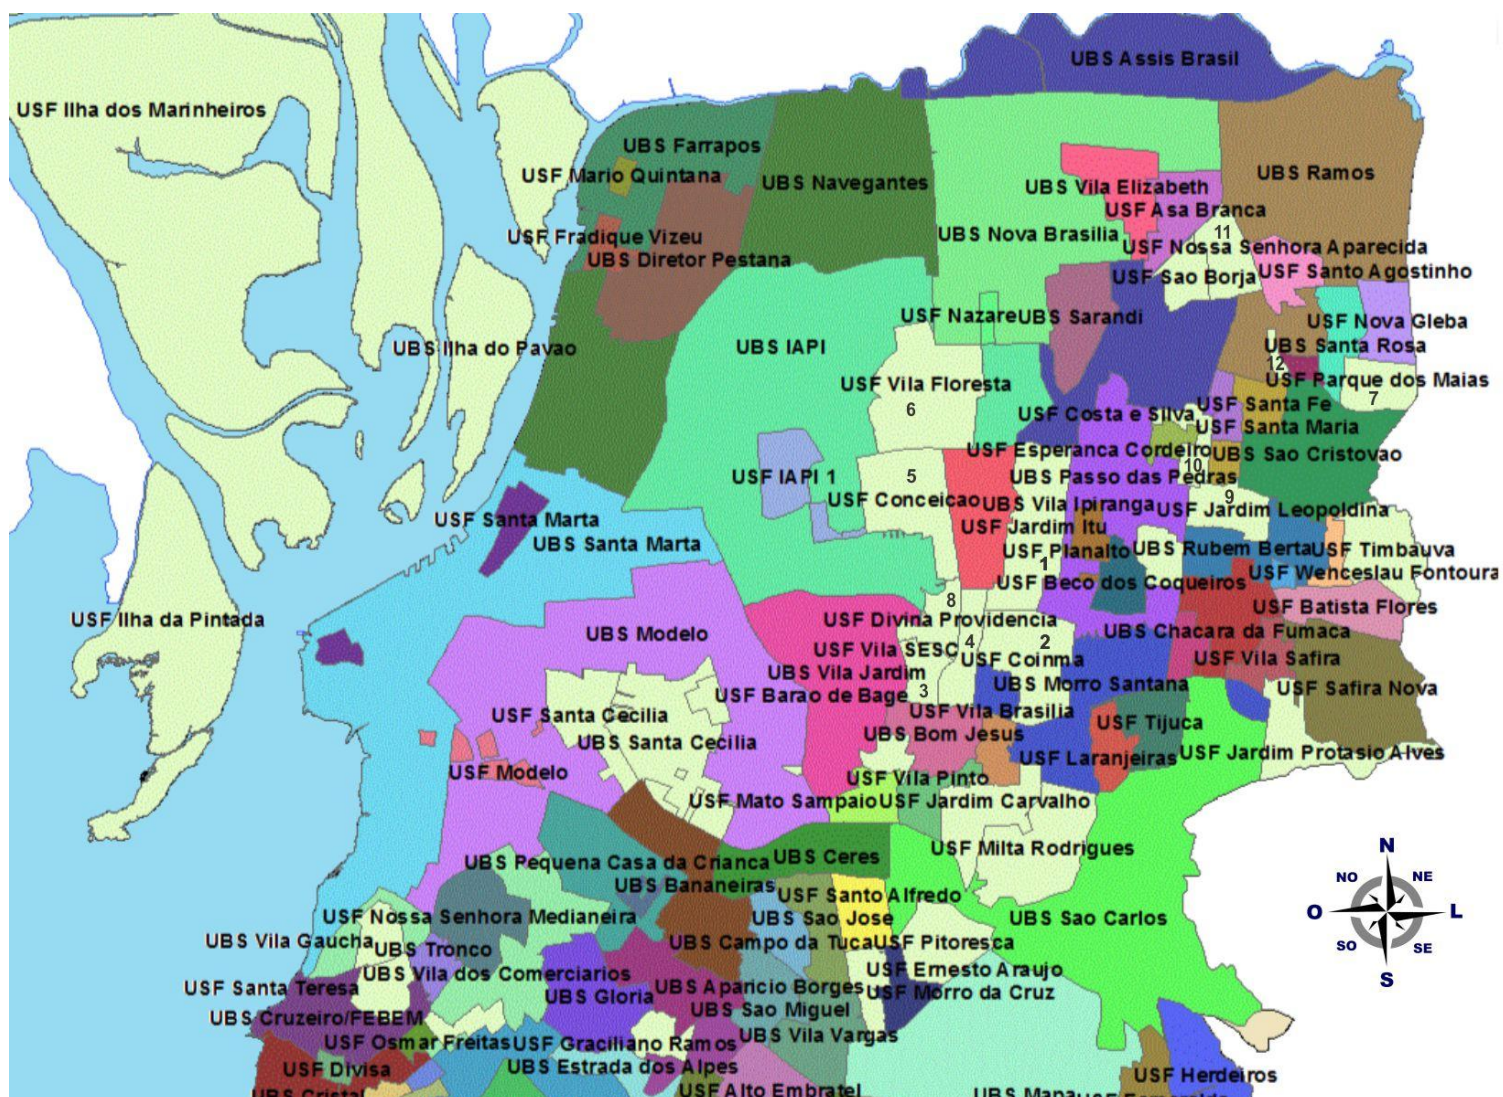 UBS Assis Brasil
USF Ilha dos Marinheiros
UBS Farrapos
USF Mario Quintana
UBS Navegantes
UBS Ramos
UBS Vila Elizabeth
USF Asa Branca
11
USF Fradique Vizeu
UBS Nova Brasilia
USF Nossa Senhora Aparecida
UBS Diretor Pestana
USF Sao Borja
USF Santo Agostinho
USF Nazare
UBS Sarandi
USF Nova Gleba
UBS Ilha do Pavao
UBS IAPI
UBS Santa Rosa
12
USF Vila Floresta
USF Parque dos Maias
7
6
USF Costa e Silva
USF Santa Fe
USF Santa Maria
USF Esperanca Cordeiro
UBS Sao Cristovao
10
USF IAPI 1
5
UBS Passo das Pedras
9
USF Conceicao
UBS Vila Ipiranga
USF Jardim Leopoldina
USF Santa Marta
USF Jardim Itu
UBS Santa Marta
USF Planalto
UBS Rubem Berta
USF Timbauva
1
USF Beco dos Coqueiros
USF Wenceslau Fontoura
8
USF Batista Flores
USF Ilha da Pintada
USF Divina Providencia
UBS Modelo
UBS Chacara da Fumaca
4
2
USF Vila SESC
USF Coinma
USF Vila Safira
UBS Vila Jardim
UBS Morro Santana
USF Safira Nova
3
USF Barao de Bage
USF Vila Brasilia
USF Santa Cecilia
USF Tijuca
UBS Bom Jesus
UBS Santa Cecilia
USF Laranjeiras
USF Jardim Protasio Alves
USF Modelo
USF Vila Pinto
USF Mato Sampaio
USF Jardim Carvalho
USF Milta Rodrigues
UBS Pequena Casa da Crianca
UBS Ceres
UBS Bananeiras
USF Santo Alfredo
USF Nossa Senhora Medianeira
UBS Sao Jose
UBS Sao Carlos
UBS Vila Gaucha
UBS Tronco
UBS Campo da Tuca
USF Pitoresca
UBS Vila dos Comerciarios
USF Ernesto Araujo
USF Santa Teresa
UBS Gloria
UBS Aparicio Borges
USF Morro da Cruz
UBS Sao Miguel
UBS Cruzeiro/FEBEM
UBS Vila Vargas
USF Osmar Freitas
USF Graciliano Ramos
USF Divisa
UBS Estrada dos Alpes
USF Herdeiros
UBS Cristal
USF Alto Embratel
UBS Mapa
N
NO
NE
O
L
SO
SE
S